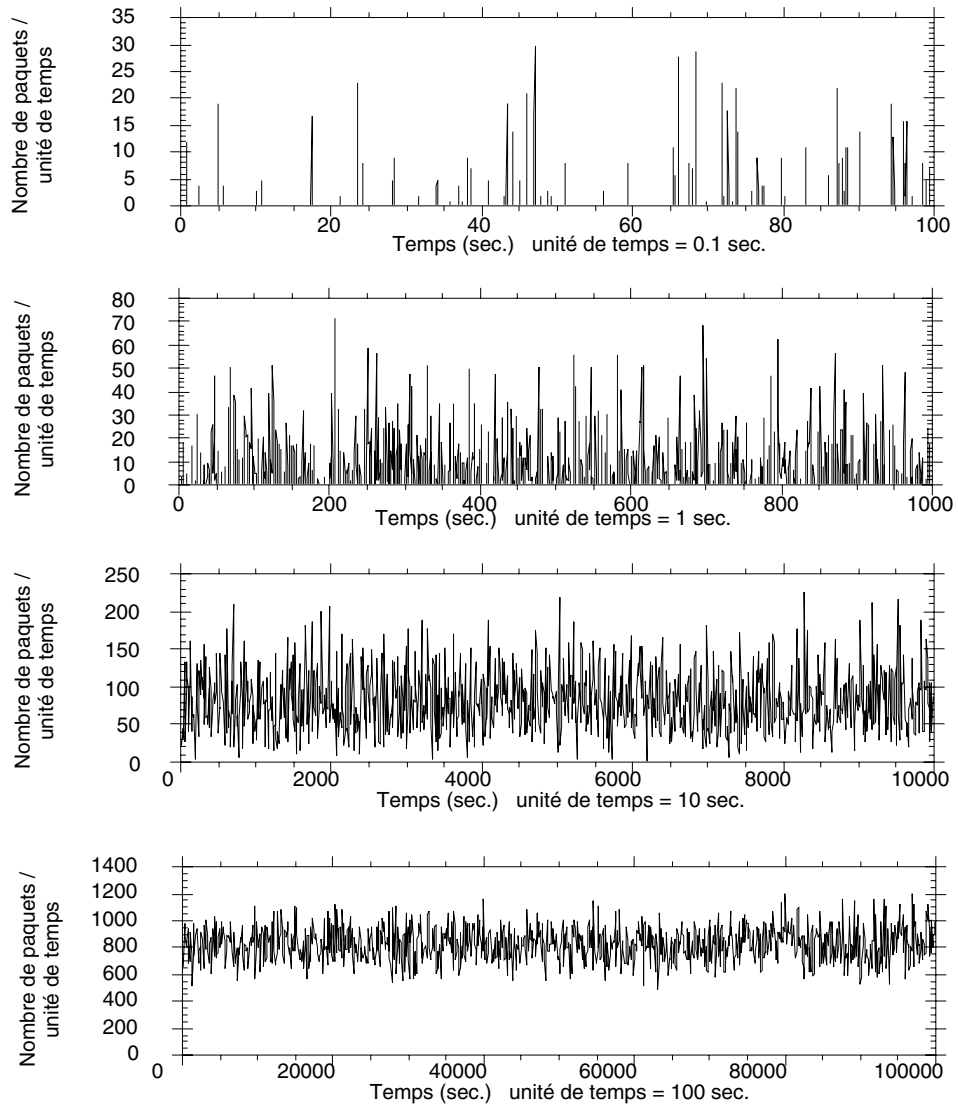 Nombre de paquets /
unité de temps
35
30
25
20
15
10
5
0
0 20 40 60 80 100
Temps (sec.) unité de temps = 0.1 sec.
Nombre de paquets /
unité de temps
80
70
60
50
40
30
20
10
0
0 200 400 600 800 1000
Temps (sec.) unité de temps = 1 sec.
Nombre de paquets /
unité de temps
250
200
150
100
50
0
0 2000 4000 6000 8000 10000
Temps (sec.) unité de temps = 10 sec.
Nombre de paquets /
unité de temps
1400
1200
1000
800
600
400
200
0
0 20000 40000 60000 80000 100000
Temps (sec.) unité de temps = 100 sec.